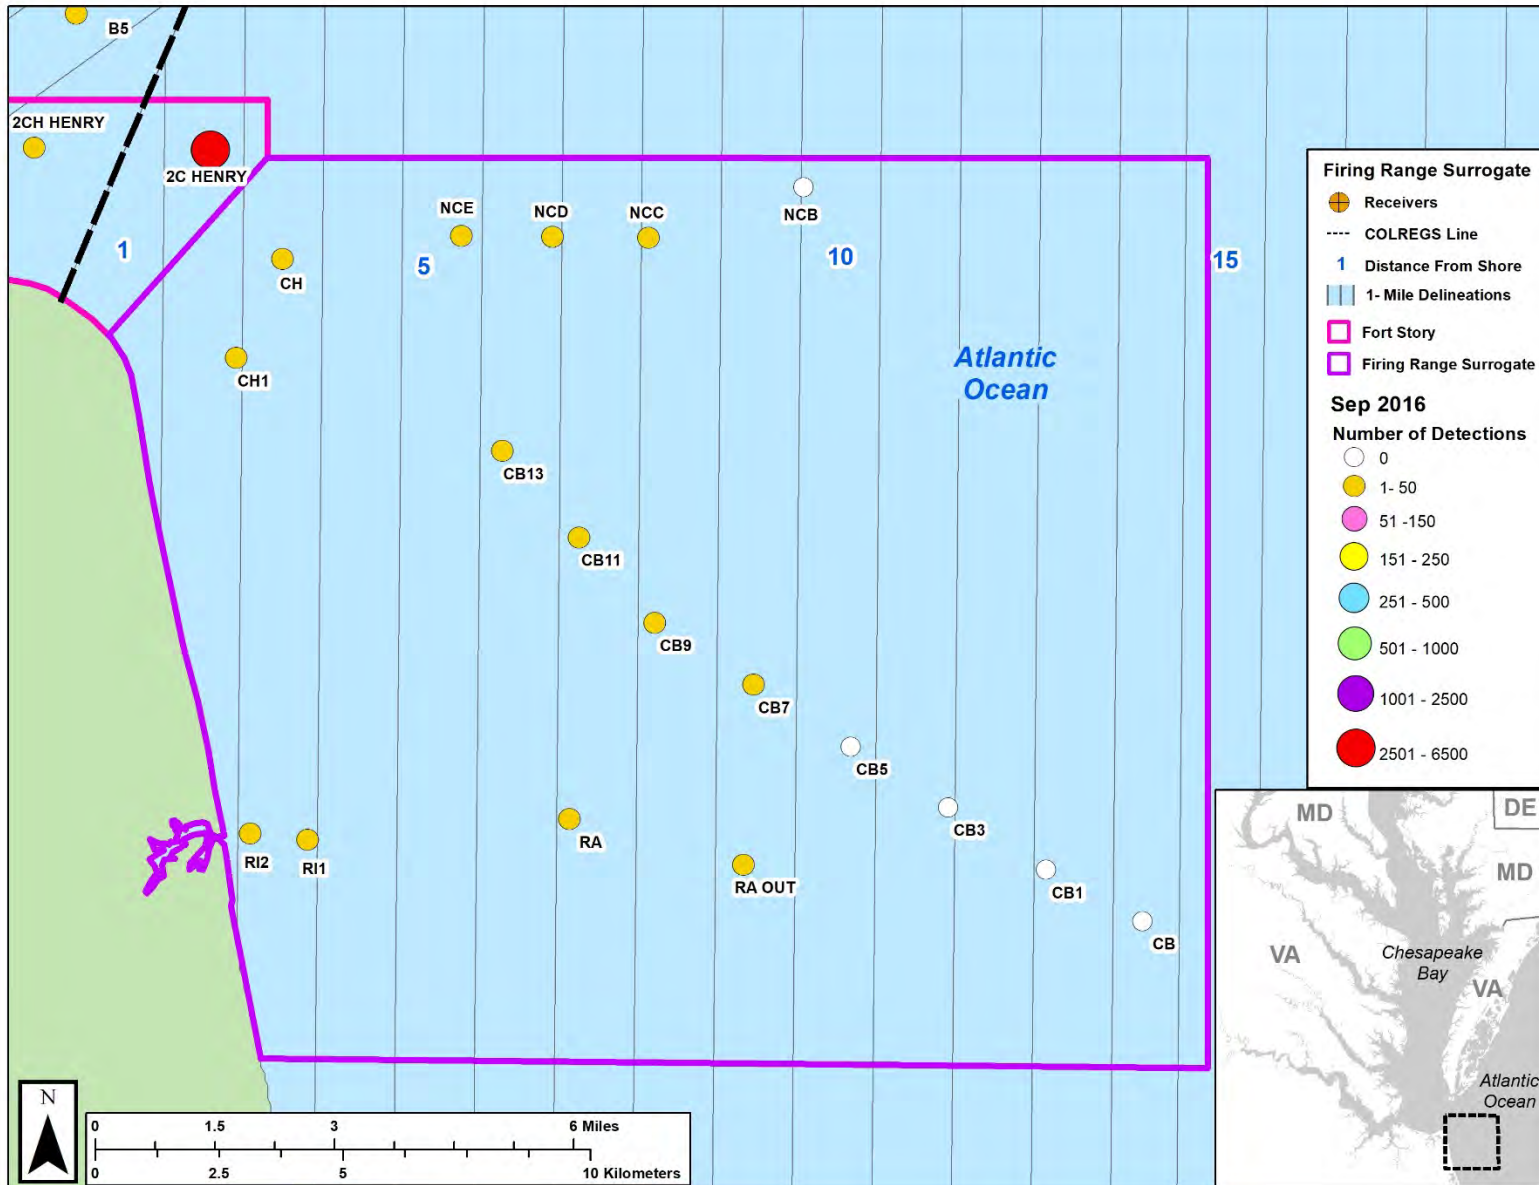 B5
2CH HENRY
2C HENRY
1
CH
CH1
NCE
NCD
NCC
NCB
5
10
15
Atlantic
Ocean
CB13
CB11
CB9
CB7
CB5
CB3
CB1
CB
RI2
RI1
RA
RA OUT
Firing Range Surrogate
Receivers
COLREGS Line
1 Distance From Shore
1- Mile Delineations
Fort Story
Firing Range Surrogate
Sep 2016
Number of Detections
0
1- 50
51 -150
151 - 250
251 - 500
501 - 1000
1001 - 2500
2501 - 6500
MD
DE
MD
VA
Chesapeake
Bay
VA
Atlantic
Ocean
N
0 1.5 3 6 Miles
0 2.5 5 10 Kilometers